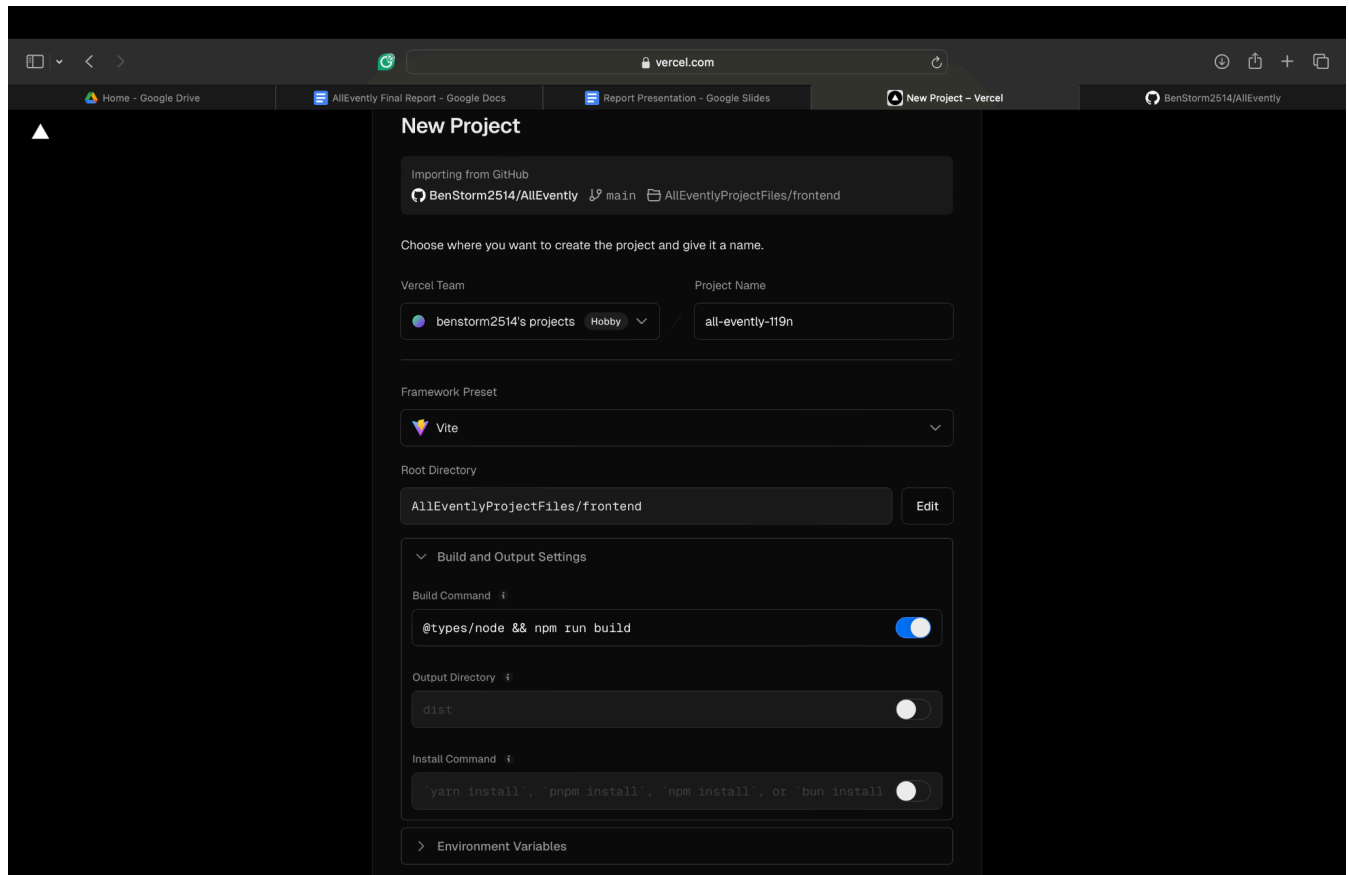 vercel.com
Home - Google Drive
AllEvently Final Report - Google Docs
Report Presentation - Google Slides
New Project – Vercel
BenStorm2514/AllEvently
New Project
Importing from GitHub
BenStorm2514/AllEvently main AllEventlyProjectFiles/frontend
Choose where you want to create the project and give it a name.
Vercel Team
Project Name
benstorm2514's projects Hobby
all-evently-119n
Framework Preset
Vite
Root Directory
AllEventlyProjectFiles/frontend
Edit
Build and Output Settings
Build Command
@types/node && npm run build
Output Directory
dist
Install Command
`yarn install`, `pnpm install`, `npm install`, or `bun install
Environment Variables